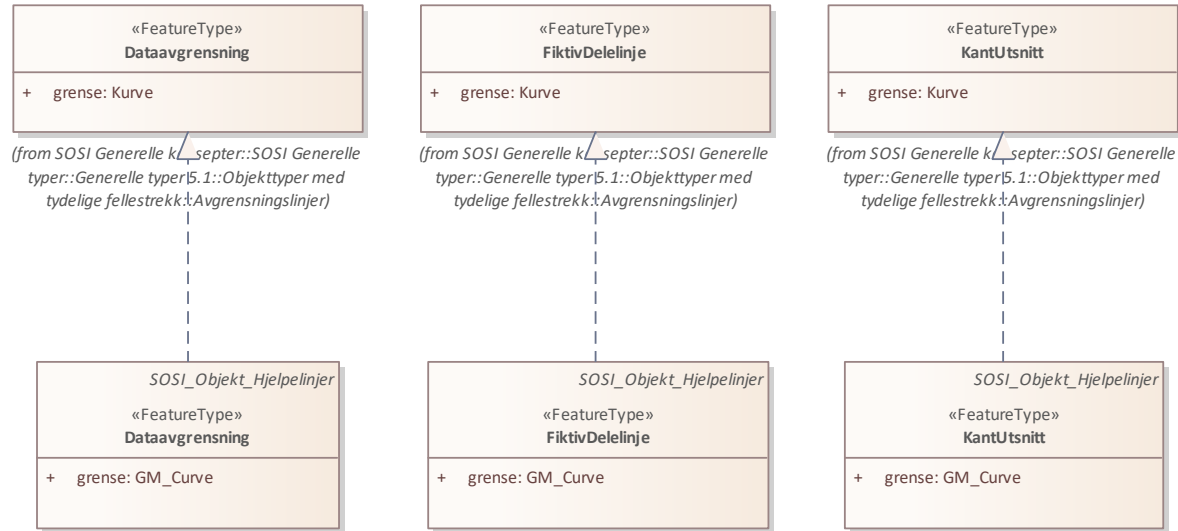 «FeatureType»
Dataavgrensning
+ grense: Kurve
(from SOSI Generelle k septer::SOSI Generelle
typer::Generelle typer 5.1::Objekttyper med
tydelige fellestrekk::Avgrensningslinjer)
«FeatureType»
FiktivDelelinje
+ grense: Kurve
(from SOSI Generelle k septer::SOSI Generelle
typer::Generelle typer 5.1::Objekttyper med
tydelige fellestrekk::Avgrensningslinjer)
«FeatureType»
KantUtsnitt
+ grense: Kurve
(from SOSI Generelle k septer::SOSI Generelle
typer::Generelle typer 5.1::Objekttyper med
tydelige fellestrekk::Avgrensningslinjer)
SOSI_Objekt_Hjelpelinjer
«FeatureType»
Dataavgrensning
+ grense: GM_Curve
SOSI_Objekt_Hjelpelinjer
«FeatureType»
FiktivDelelinje
+ grense: GM_Curve
SOSI_Objekt_Hjelpelinjer
«FeatureType»
KantUtsnitt
+ grense: GM_Curve